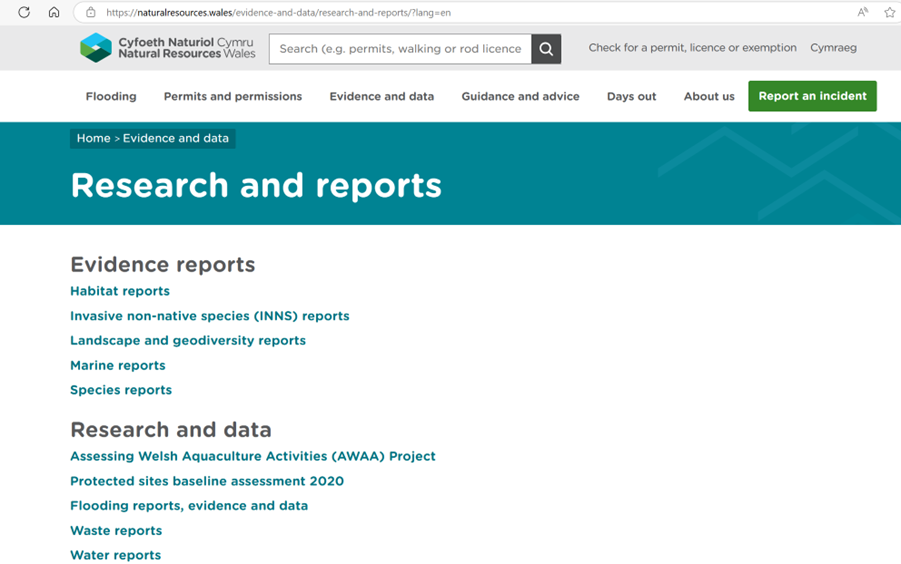 https://naturalresources.wales/evidence-and-data/research-and-reports/?lang=en
Cyfoeth Naturiol Cymru
Natural Resources Wales
Search (e.g. permits, walking or rod licence
Check for a permit, licence or exemption
Cymraeg
Flooding
Permits and permissions
Evidence and data
Guidance and advice
Days out
About us
Report an incident
Home > Evidence and data
Research and reports
Evidence reports
Habitat reports
Invasive non-native species (INNS) reports
Landscape and geodiversity reports
Marine reports
Species reports
Research and data
Assessing Welsh Aquaculture Activities (AWAA) Project
Protected sites baseline assessment 2020
Flooding reports, evidence and data
Waste reports
Water reports